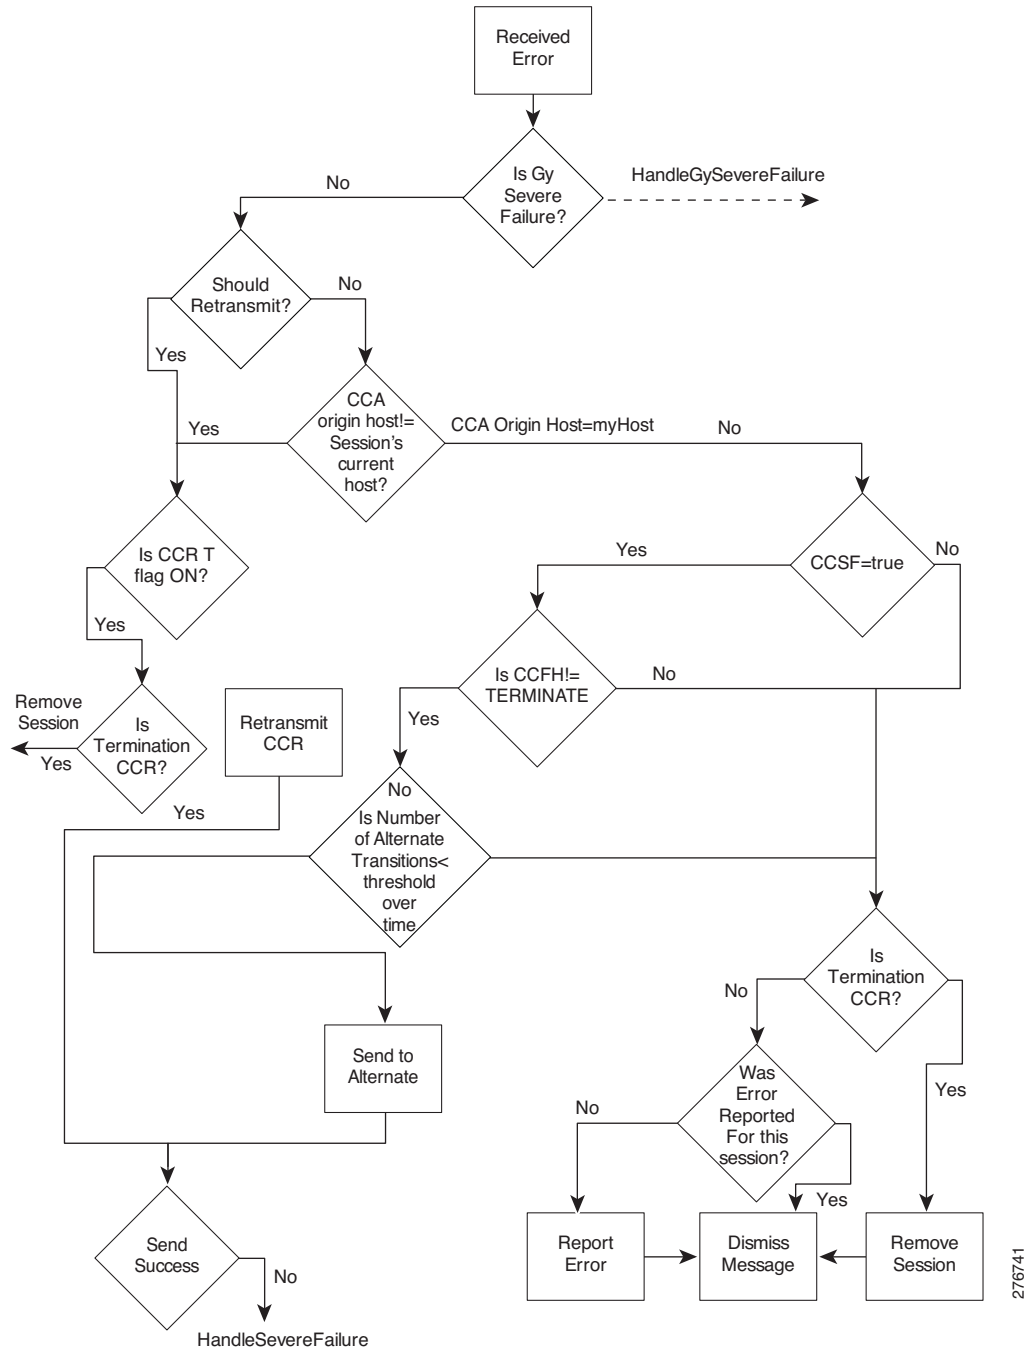 Received
Error
Is Gy
Severe
Failure?
HandleGySevereFailure
No
Should
Retransmit?
No
Yes
CCA
origin host!=
Session's
current
host?
Yes
CCA Origin Host=myHost
No
Is CCR T
flag ON?
Yes
CCSF=true
No
Yes
Is CCFH!=
TERMINATE
No
Remove
Session
Is
Termination
CCR?
Yes
Retransmit
CCR
Yes
Yes
No
Is Number
of Alternate
Transitions<
threshold
over
time
Is
Termination
CCR?
No
Send to
Alternate
Was
Error
Reported
For this
session?
Yes
No
Yes
Send
Success
No
HandleSevereFailure
Report
Error
Dismiss
Message
Remove
Session
276741